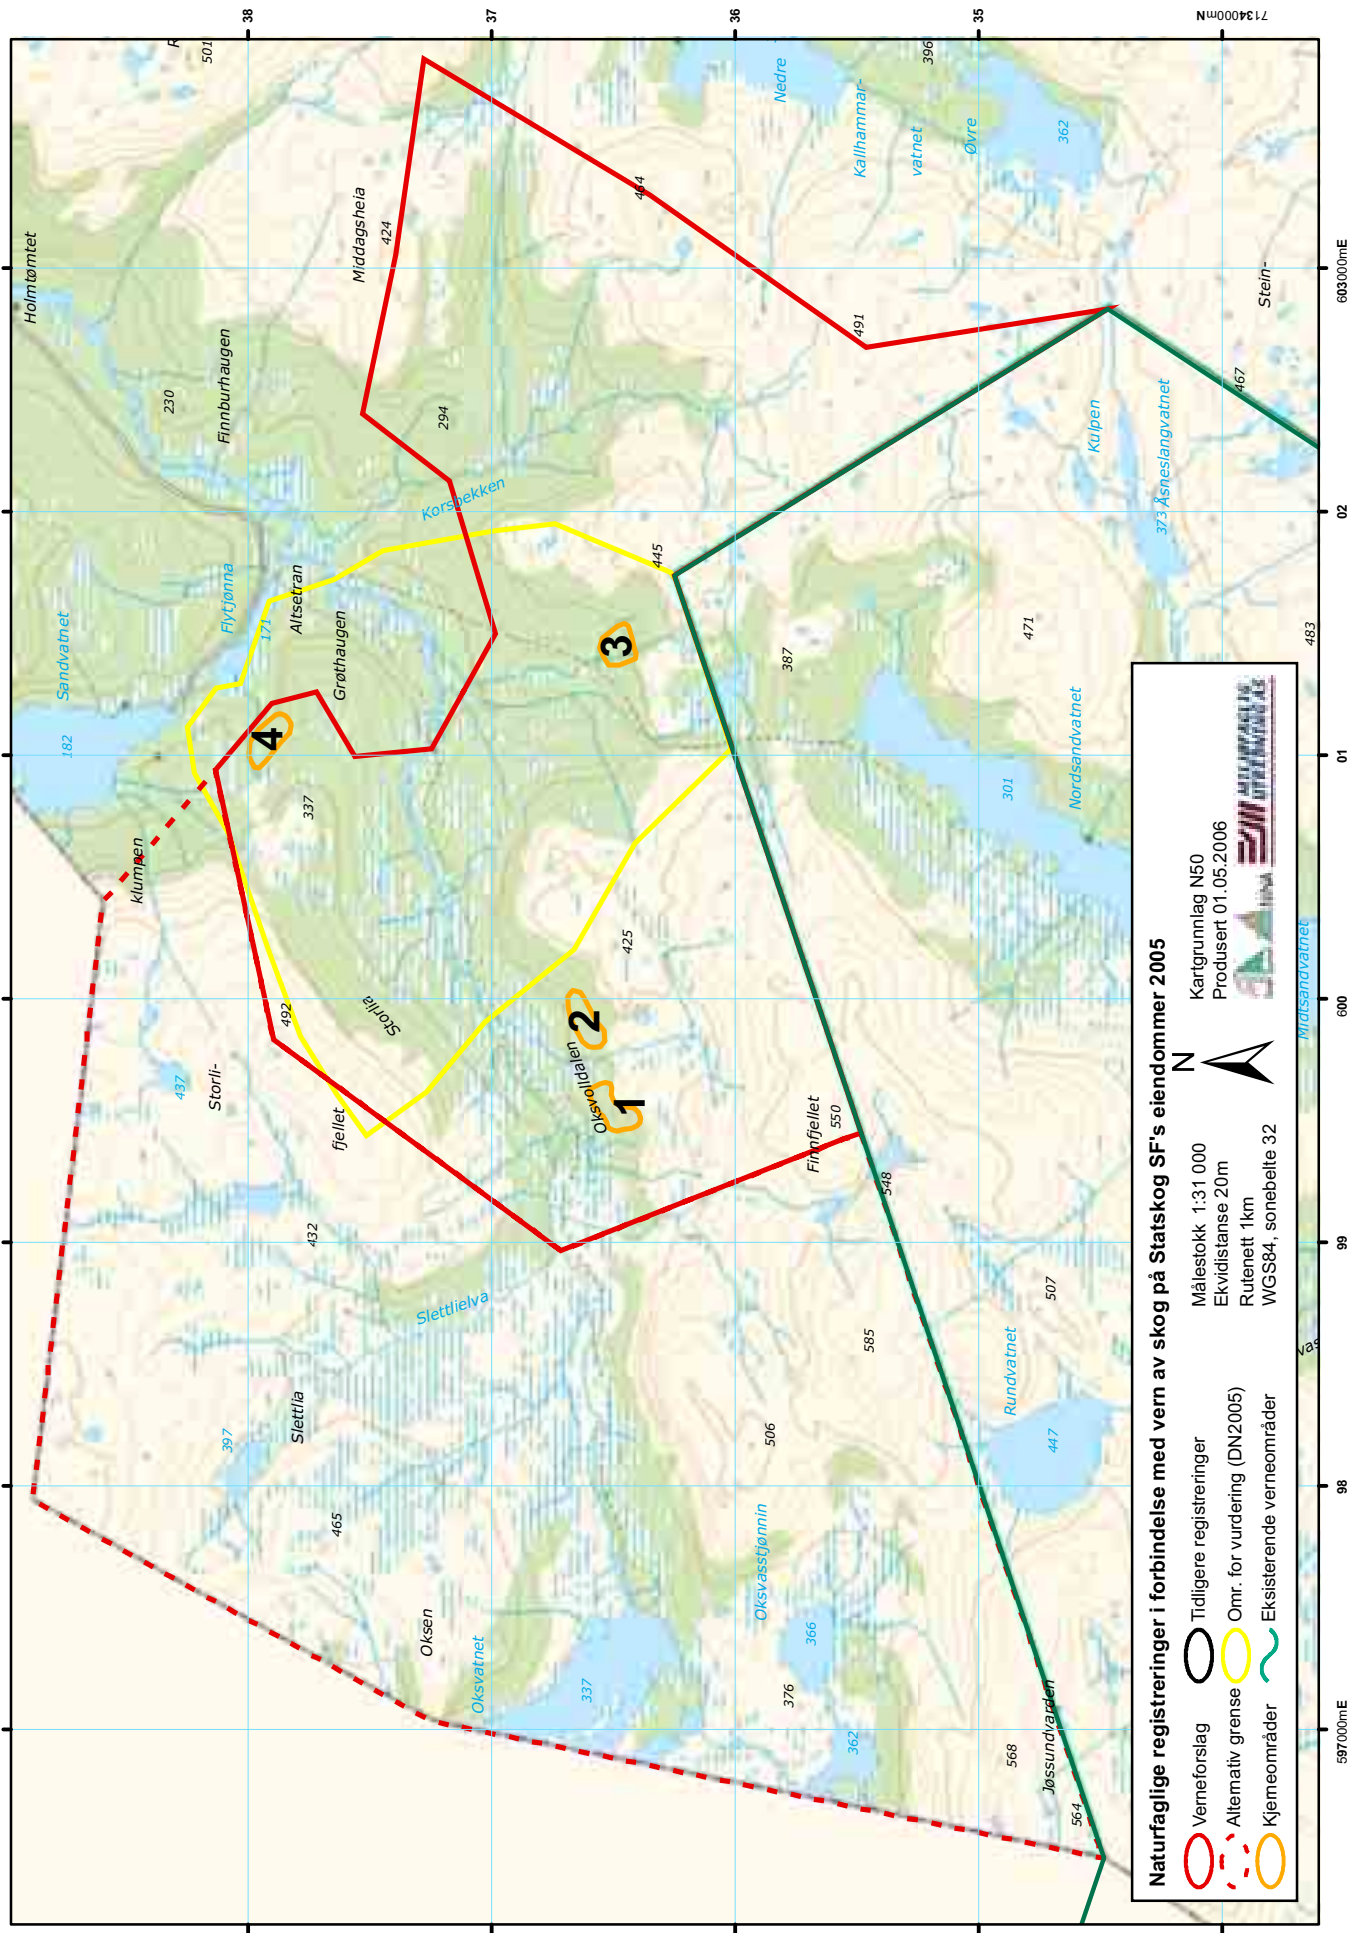 Holmtømtet
501
396
Nedre
Kallhammar-
vatnet
Øvre
362
Middagsheia
424
464
230
Finnburhaugen
294
491
Stein-
467
Kulpen
373 Åsneslangvatnet
Korsbekken
Sandvatnet
182
Flytjønna
171
Altsetran
Grøthaugen
445
3
387
471
483
4
337
klumpen
301
Nordsandvatnet
Midtsandvatnet
425
492
Storlia
2
Oksvolldalen
1
437
Storli-
fjellet
Finnfjellet
550
548
432
Slettlielva
585
507
Rundvatnet
447
397
Slettlia
465
506
Oksvasstjønnin
366
376
362
Oksen
Oksvatnet
337
568
Jøssundvarden
564
38
37
36
35
7134000mN
603000mE
02
01
600
99
98
597000mE
Naturfaglige registreringer i forbindelse med vern av skog på Statskog SF's eiendommer 2005
Verneforslag
Alternativ grense
Kjerneområder
Tidligere registreringer
Omr. for vurdering (DN2005)
Eksisterende verneområder
Målestokk 1:31 000
Ekvidistanse 20m
Rutenett 1km
WGS84, sonebelte 32
N
Kartgrunnlag N50
Produsert 01.05.2006